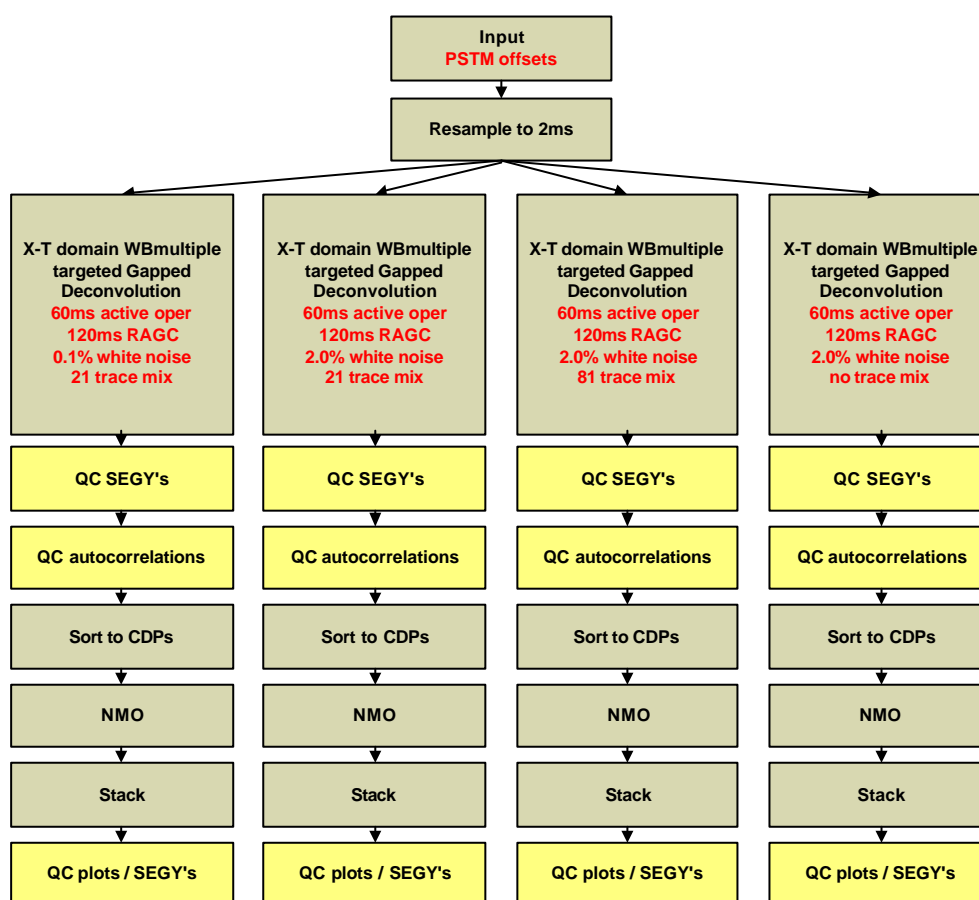 Input
PSTM offsets
Resample to 2ms
X-T domain WBmultiple
targeted Gapped
Deconvolution
60ms active oper
120ms RAGC
0.1% white noise
21 trace mix
X-T domain WBmultiple
targeted Gapped
Deconvolution
60ms active oper
120ms RAGC
2.0% white noise
21 trace mix
X-T domain WBmultiple
targeted Gapped
Deconvolution
60ms active oper
120ms RAGC
2.0% white noise
81 trace mix
X-T domain WBmultiple
targeted Gapped
Deconvolution
60ms active oper
120ms RAGC
2.0% white noise
no trace mix
QC SEGY's
QC SEGY's
QC SEGY's
QC SEGY's
QC autocorrelations
QC autocorrelations
QC autocorrelations
QC autocorrelations
Sort to CDPs
Sort to CDPs
Sort to CDPs
Sort to CDPs
NMO
NMO
NMO
NMO
Stack
Stack
Stack
Stack
QC plots / SEGY's
QC plots / SEGY's
QC plots / SEGY's
QC plots / SEGY's